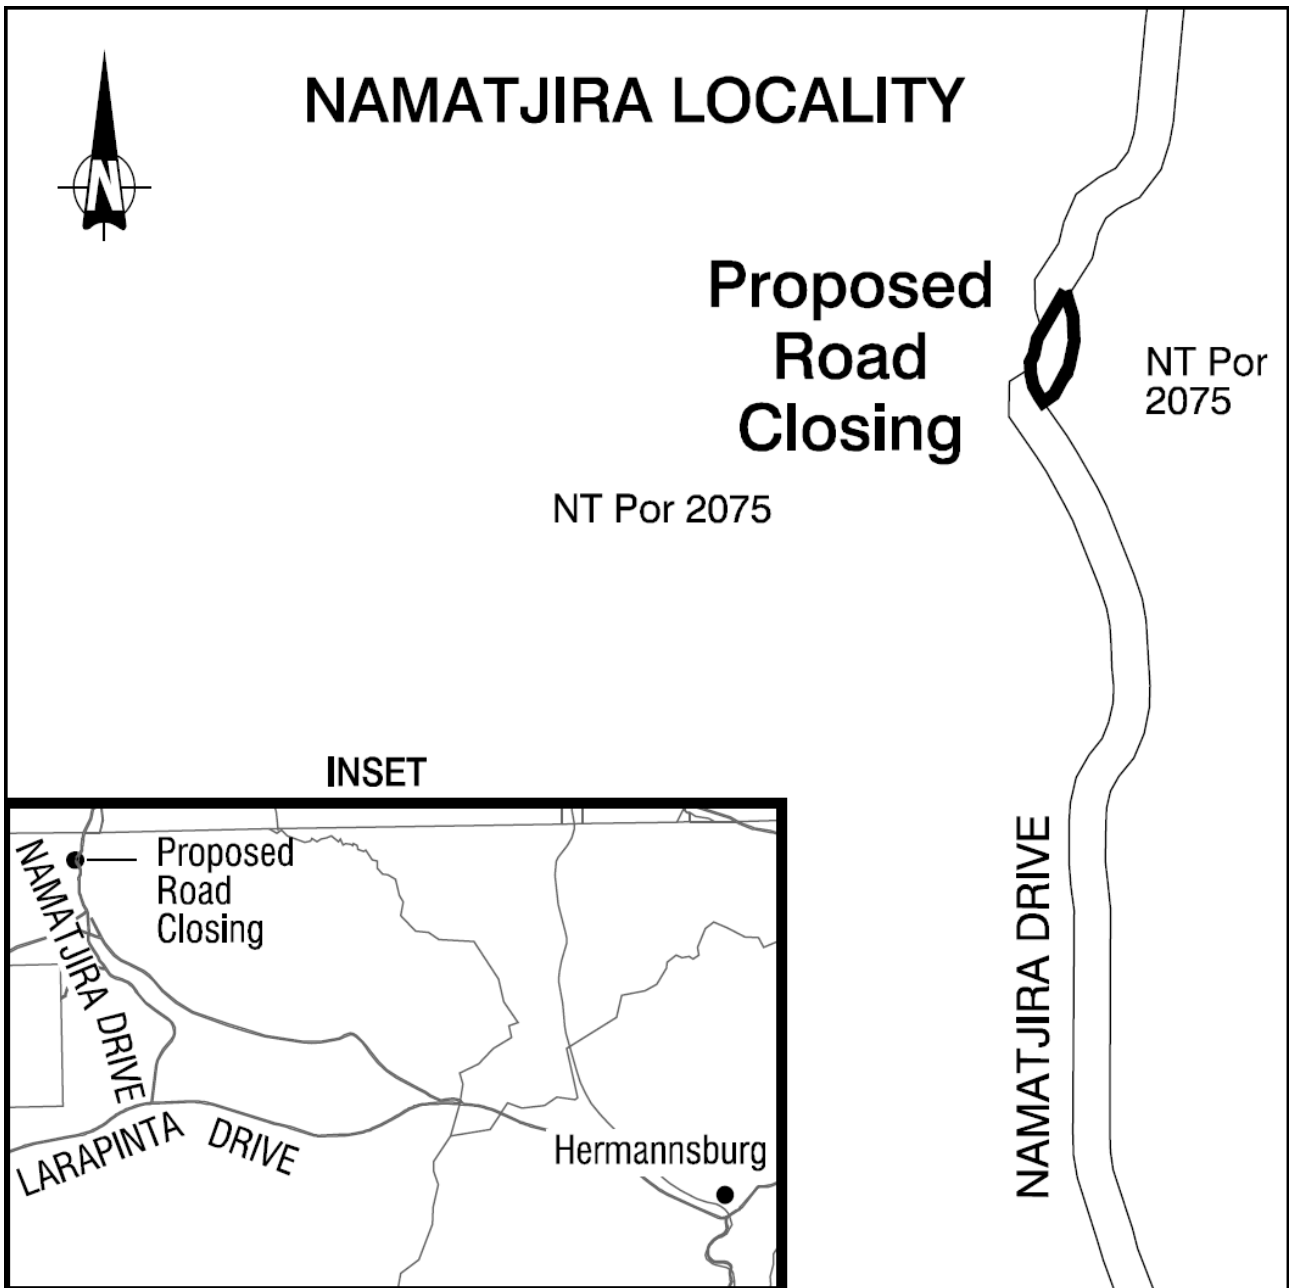 NAMATJIRA LOCALITY
N
Proposed
Road
Closing
NT Por
2075
NT Por 2075
INSET
NAMATJIRA DRIVE
Proposed
Road
Closing
NAMATJIRA DRIVE
LARAPINTA DRIVE
Hermannsburg